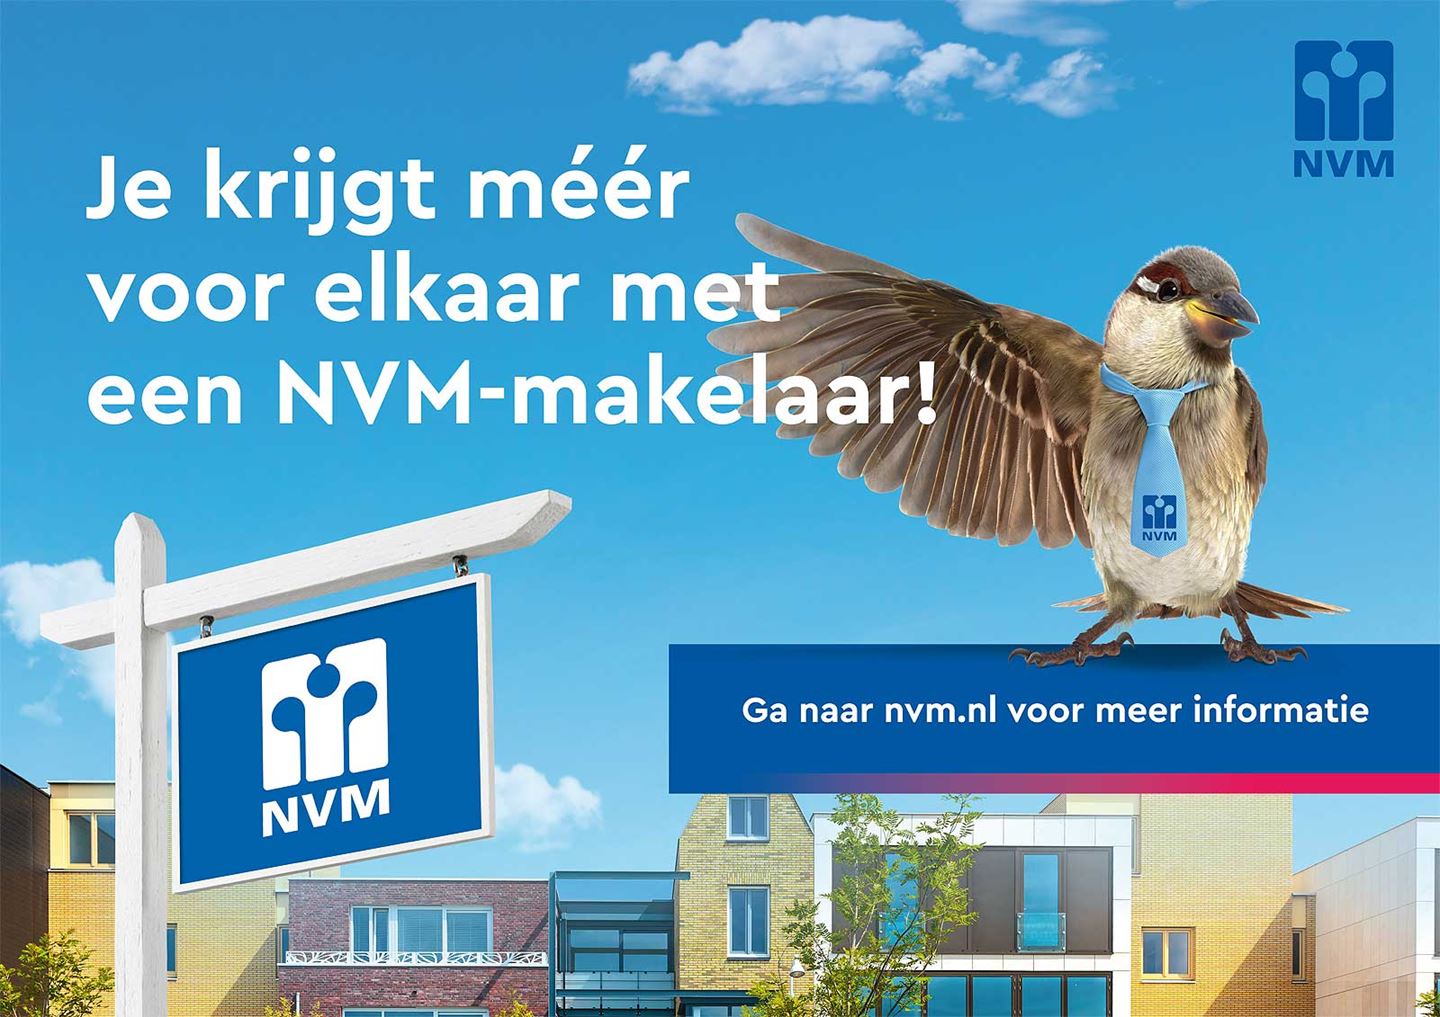 NVM
Je krijgt méér
voor elkaar met
een NVM-makelaar!
NVM
NVM
Ga naar nvm.nl voor meer informatie